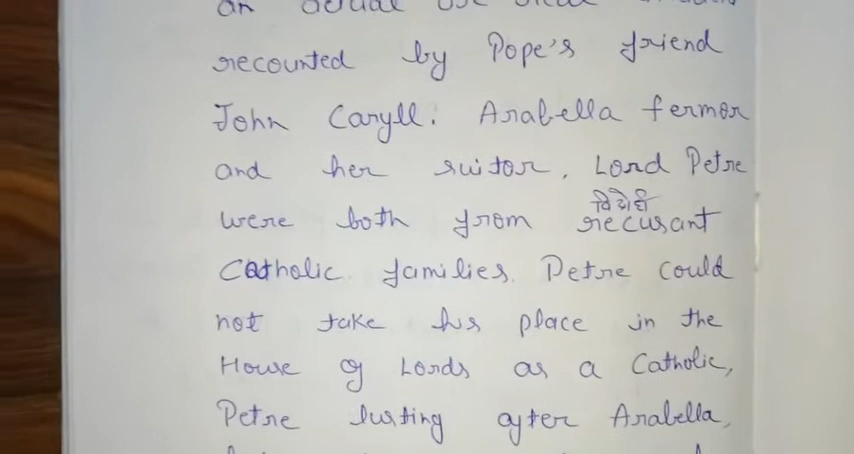 an
recounted by Pope's friend
John Caryll. Arabella fermor
and her suitor, Lord Petre
विरोधी
were both from recusant
Catholic families. Petre could
not take his place in the
House of Lords as a Catholic,
Petre lusting after Arabella,